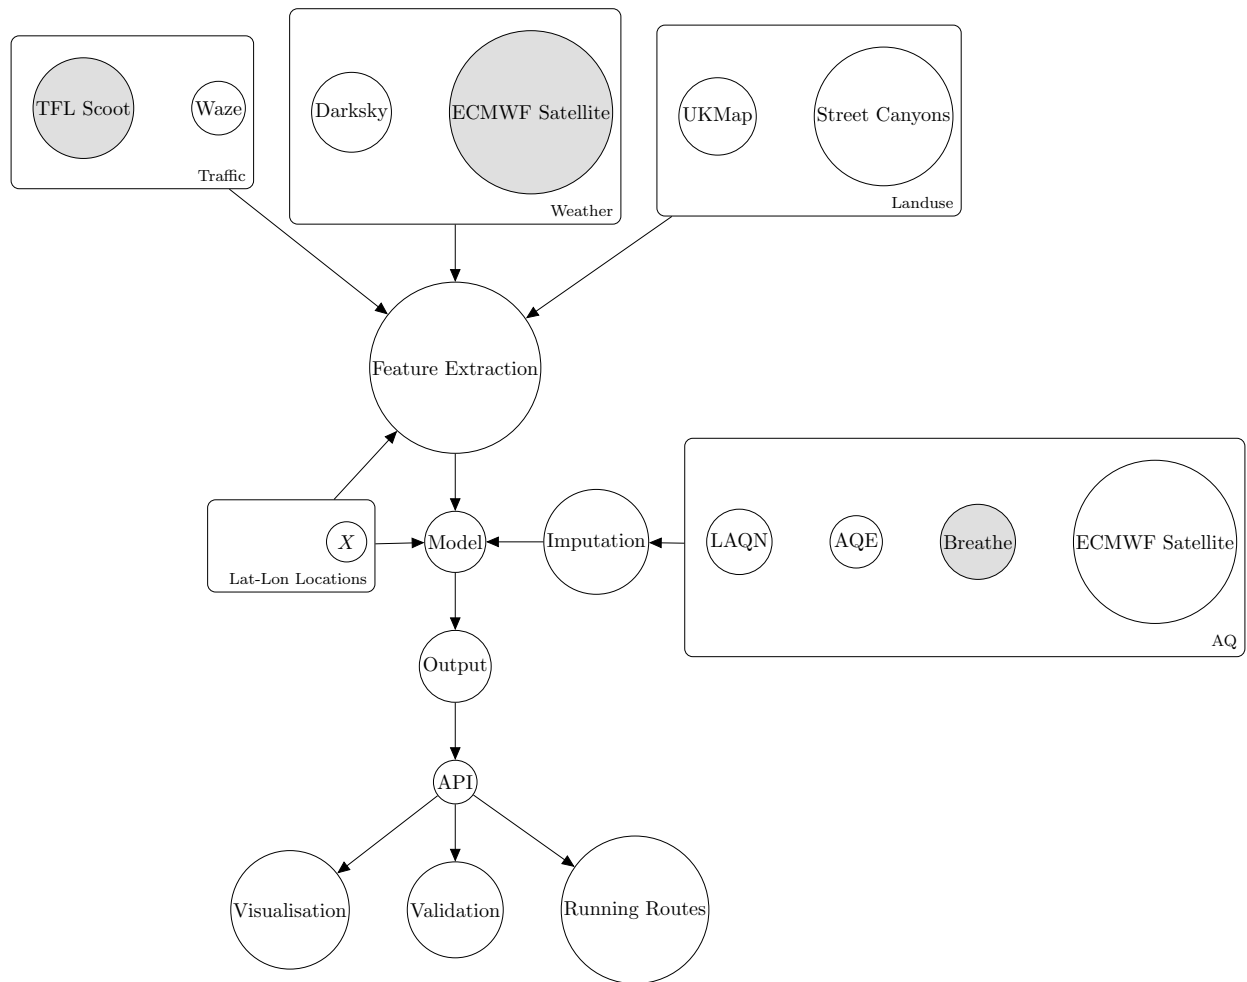 TFL Scoot
Waze
Traffic
Darksky
ECMWF Satellite
Weather
UKMap
Street Canyons
Landuse
Feature Extraction
X
Lat-Lon Locations
Model
Imputation
LAQN
AQE
Breathe
ECMWF Satellite
AQ
Output
API
Visualisation
Validation
Running Routes